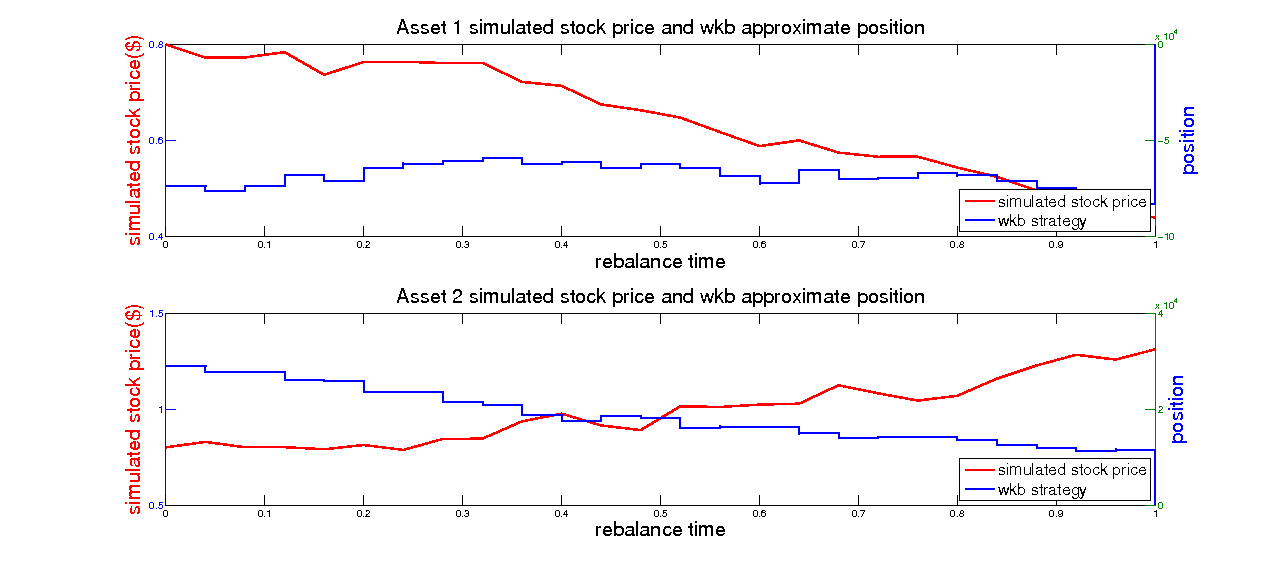 Asset 1 simulated stock price and wkb approximate position
x 10^4
0.8
0.6
0.4
0
−5
−10
simulated stock price($)
position
simulated stock price
wkb strategy
0 0.1 0.2 0.3 0.4 0.5 0.6 0.7 0.8 0.9 1
rebalance time
Asset 2 simulated stock price and wkb approximate position
x 10^4
1.5
1
0.5
4
2
0
simulated stock price($)
position
simulated stock price
wkb strategy
0 0.1 0.2 0.3 0.4 0.5 0.6 0.7 0.8 0.9 1
rebalance time